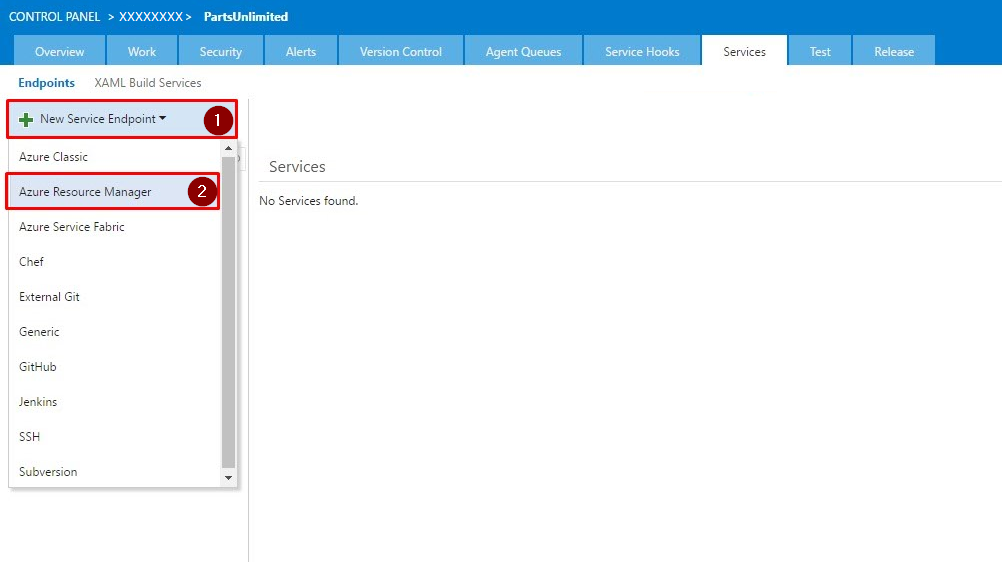 CONTROL PANEL > XXXXXXXX > PartsUnlimited
Overview Work Security Alerts Version Control Agent Queues Service Hooks Services Test Release
Endpoints XAML Build Services
New Service Endpoint 1
Azure Classic
Azure Resource Manager 2
Azure Service Fabric
Chef
External Git
Generic
GitHub
Jenkins
SSH
Subversion
Services
No Services found.